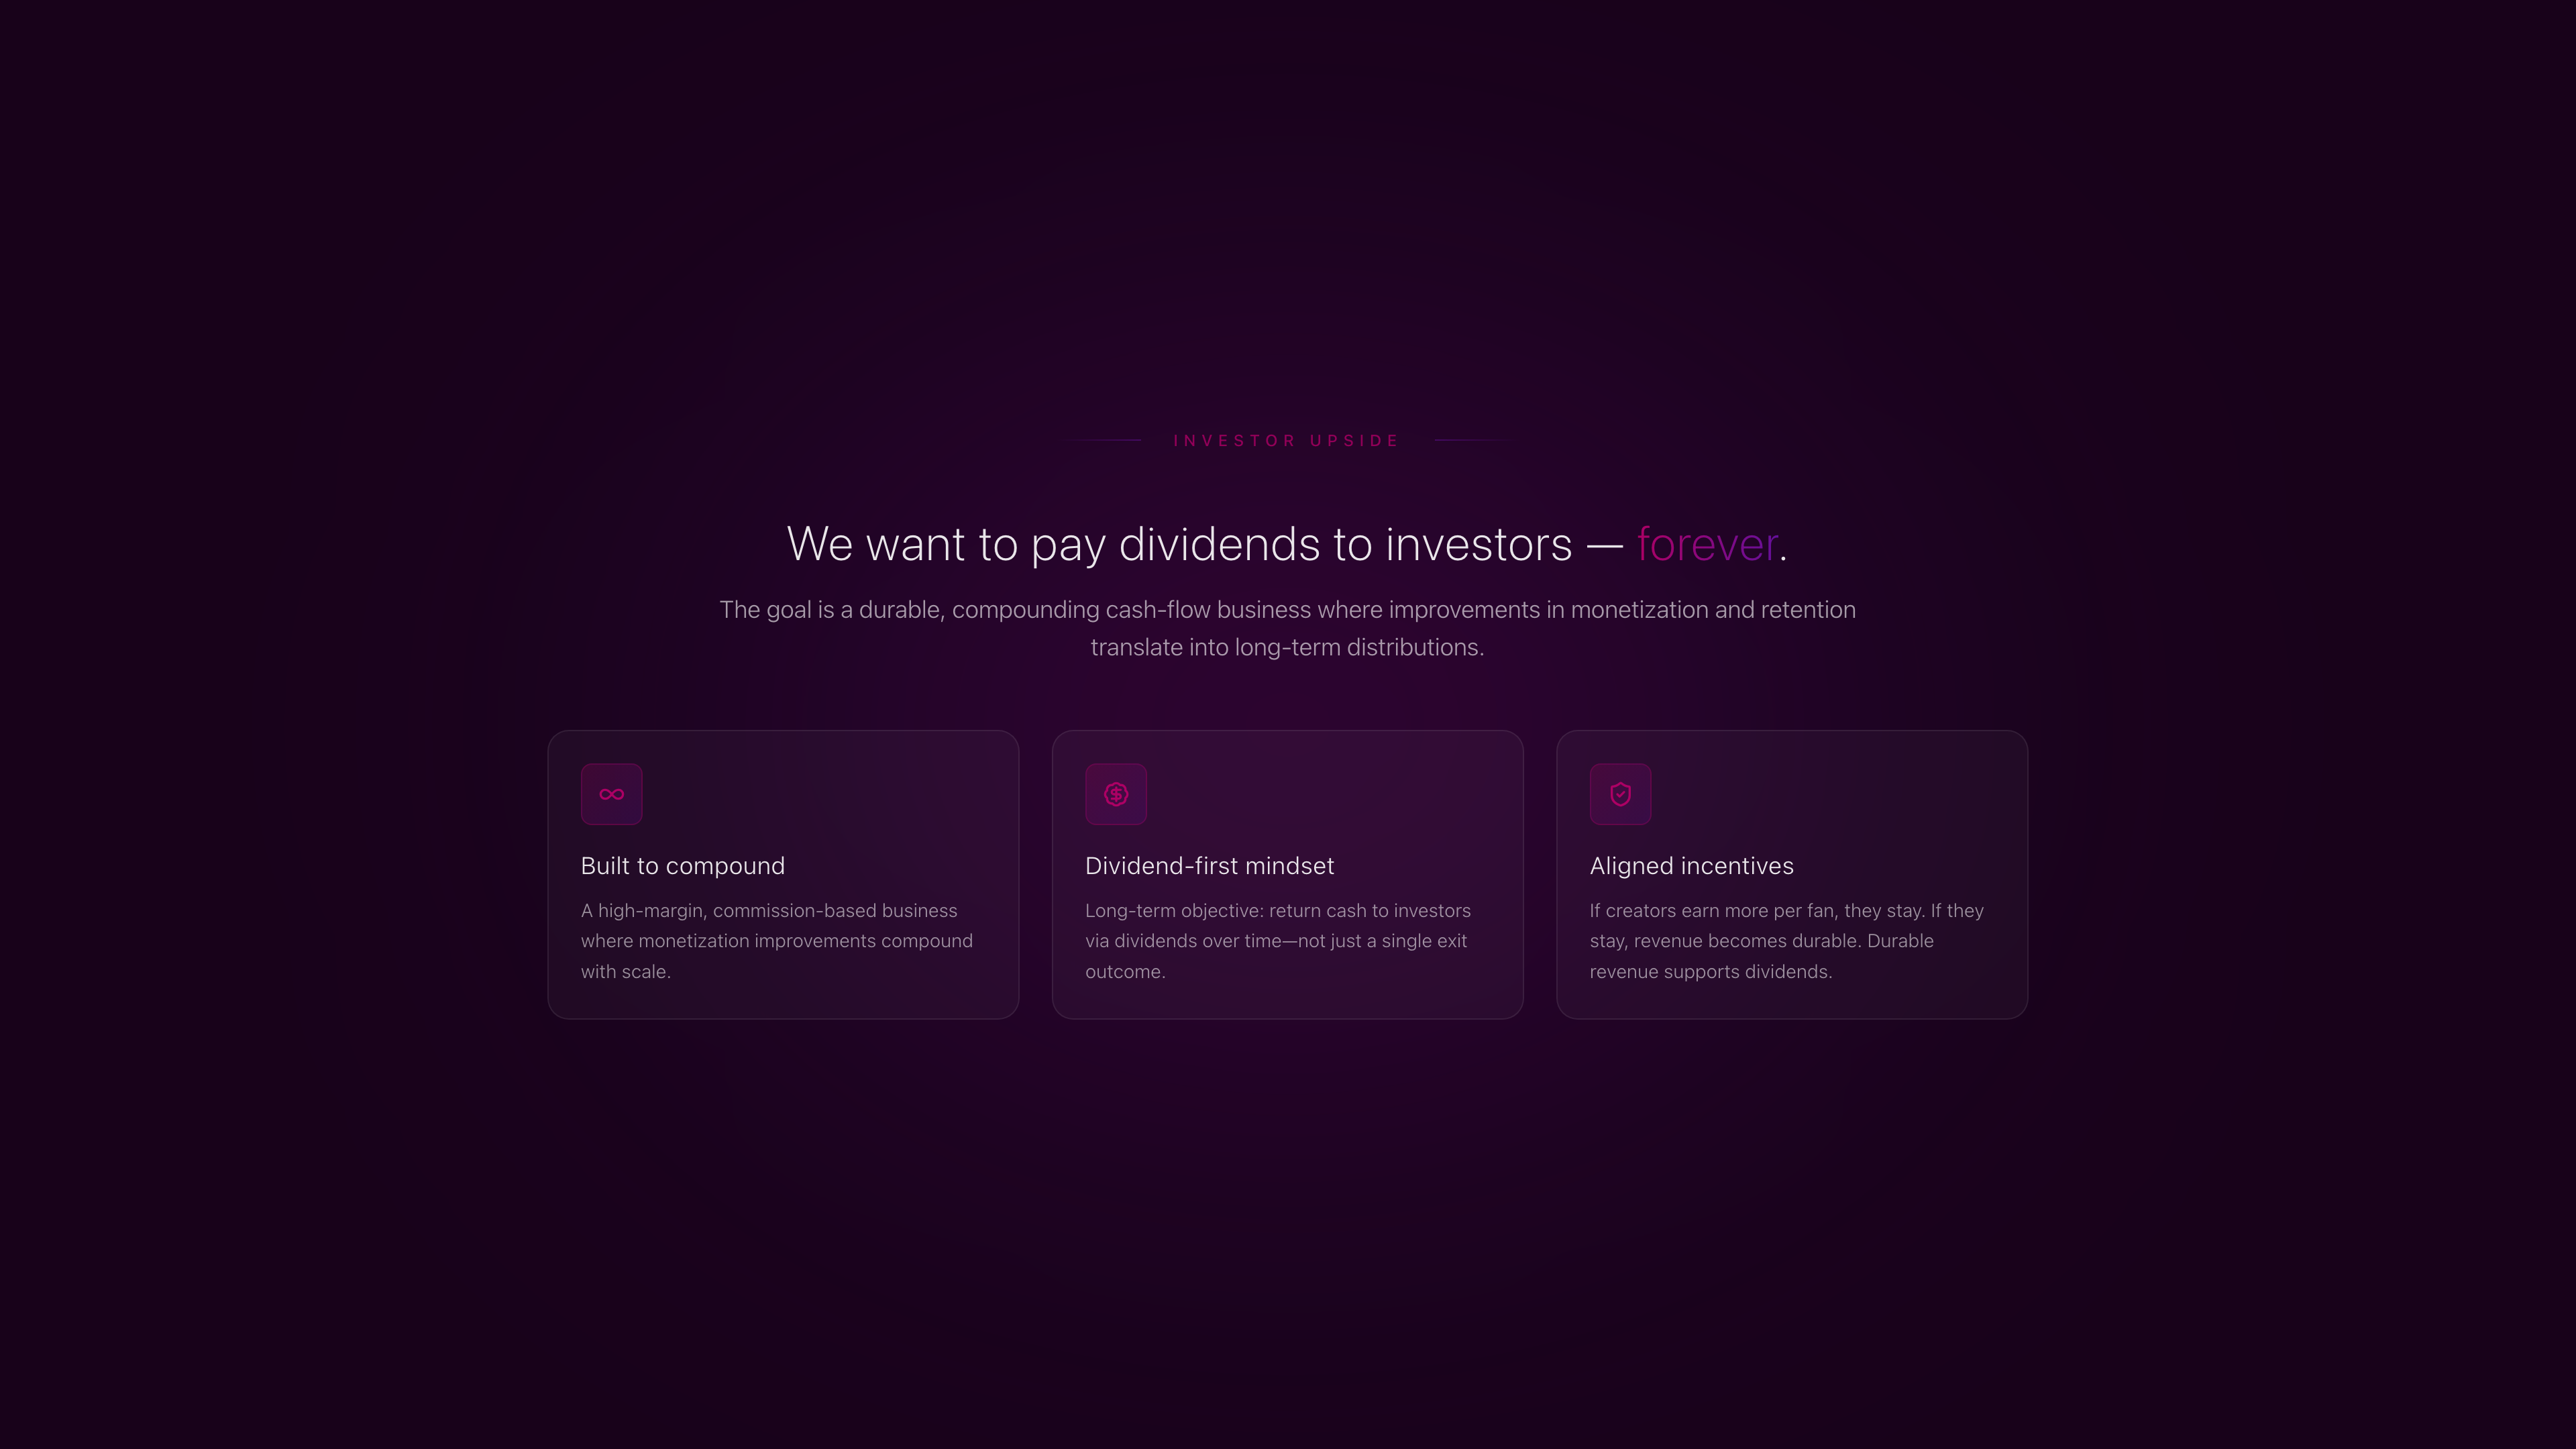 INVESTOR UPSIDE
We want to pay dividends to investors — forever.
The goal is a durable, compounding cash-flow business where improvements in monetization and retention
translate into long-term distributions.
Built to compound
A high-margin, commission-based business
where monetization improvements compound
with scale.
Dividend-first mindset
Long-term objective: return cash to investors
via dividends over time—not just a single exit
outcome.
Aligned incentives
If creators earn more per fan, they stay. If they
stay, revenue becomes durable. Durable
revenue supports dividends.